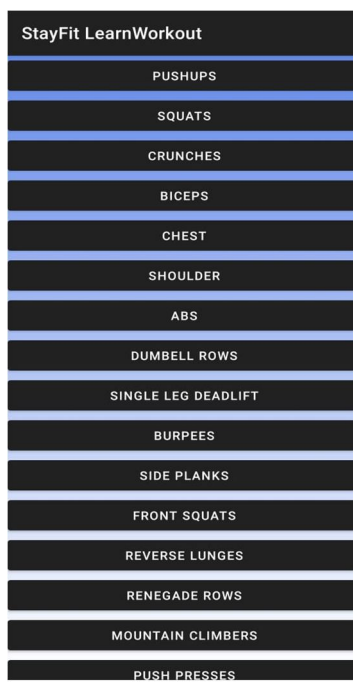 StayFit LearnWorkout
PUSHUPS
SQUATS
CRUNCHES
BICEPS
CHEST
SHOULDER
ABS
DUMBELL ROWS
SINGLE LEG DEADLIFT
BURPEES
SIDE PLANKS
FRONT SQUATS
REVERSE LUNGES
RENEGADE ROWS
MOUNTAIN CLIMBERS
PUSH PRESSES